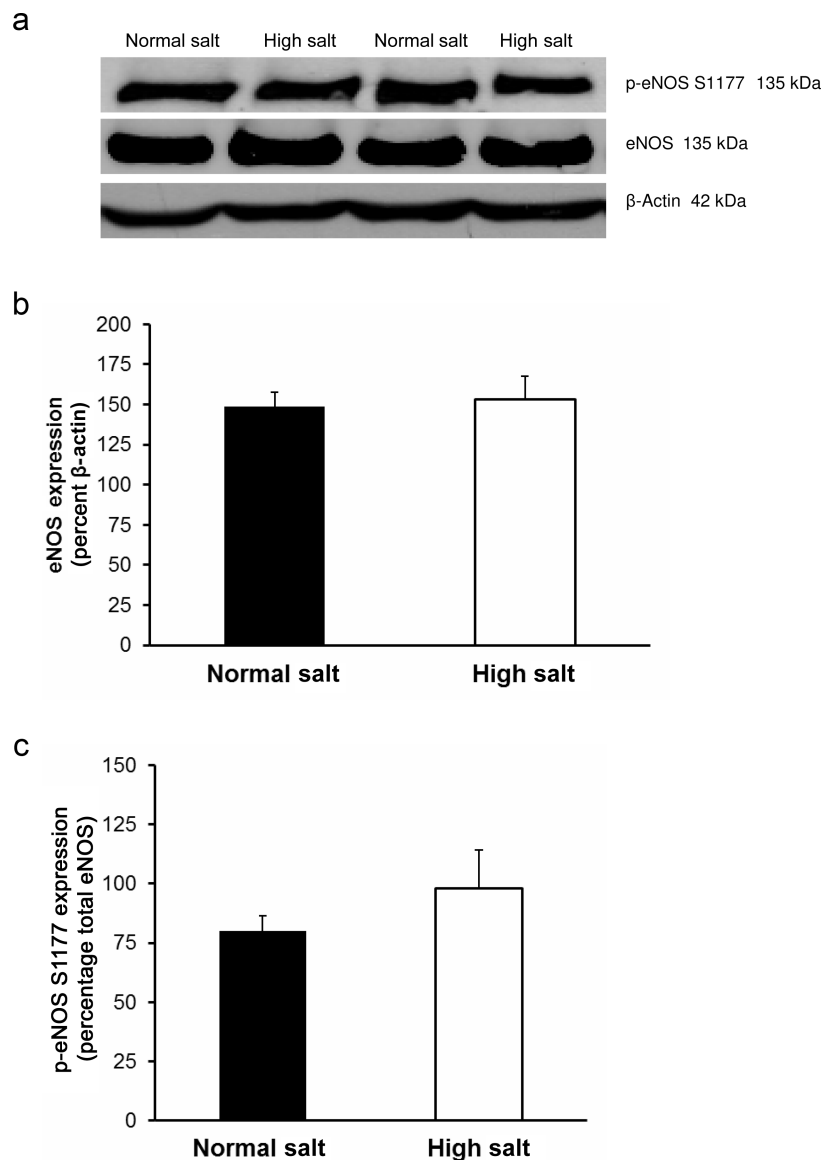 a
Normal salt High salt Normal salt High salt
p-eNOS S1177 135 kDa
eNOS 135 kDa
β-Actin 42 kDa
b
200
175
150
125
100
75
50
25
0
eNOS expression
(percent β-actin)
Normal salt High salt
c
150
125
100
75
50
25
0
p-eNOS S1177 expression
(percentage total eNOS)
Normal salt High salt